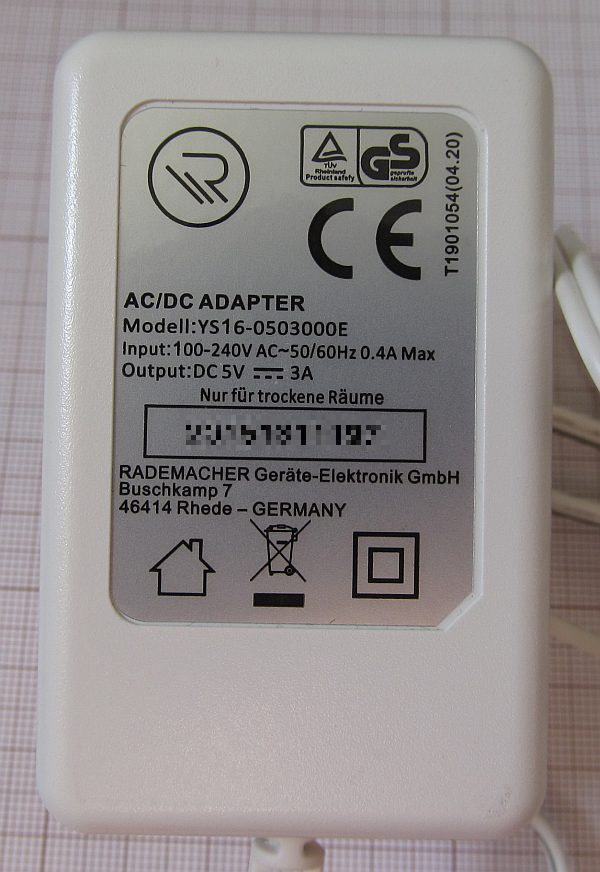 TÜV
Rheinland
Product safety
GS
geprüfte
sicherheit
CE
T1901054(04.20)
AC/DC ADAPTER
Modell:YS16-0503000E
Input:100-240V AC~50/60Hz 0.4A Max
Output:DC 5V ⎓ 3A
Nur für trockene Räume
RADEMACHER Geräte-Elektronik GmbH
Buschkamp 7
46414 Rhede – GERMANY